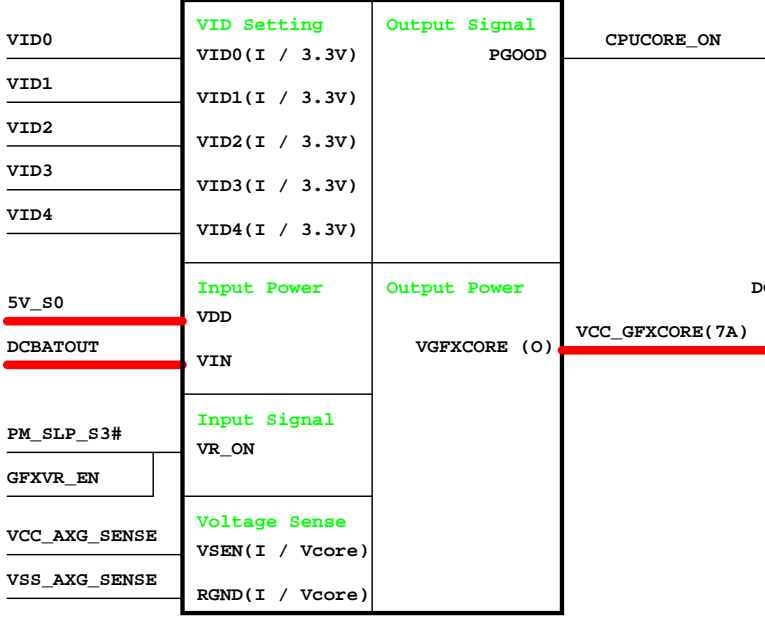 VID0
VID1
VID2
VID3
VID4
5V_S0
DCBATOUT
PM_SLP_S3#
GFXVR_EN
VCC_AXG_SENSE
VSS_AXG_SENSE
VID Setting
VID0(I / 3.3V)
VID1(I / 3.3V)
VID2(I / 3.3V)
VID3(I / 3.3V)
VID4(I / 3.3V)
Input Power
VDD
VIN
Input Signal
VR_ON
Voltage Sense
VSEN(I / Vcore)
RGND(I / Vcore)
Output Signal
PGOOD
Output Power
VGFXCORE (O)
CPUCORE_ON
VCC_GFXCORE(7A)